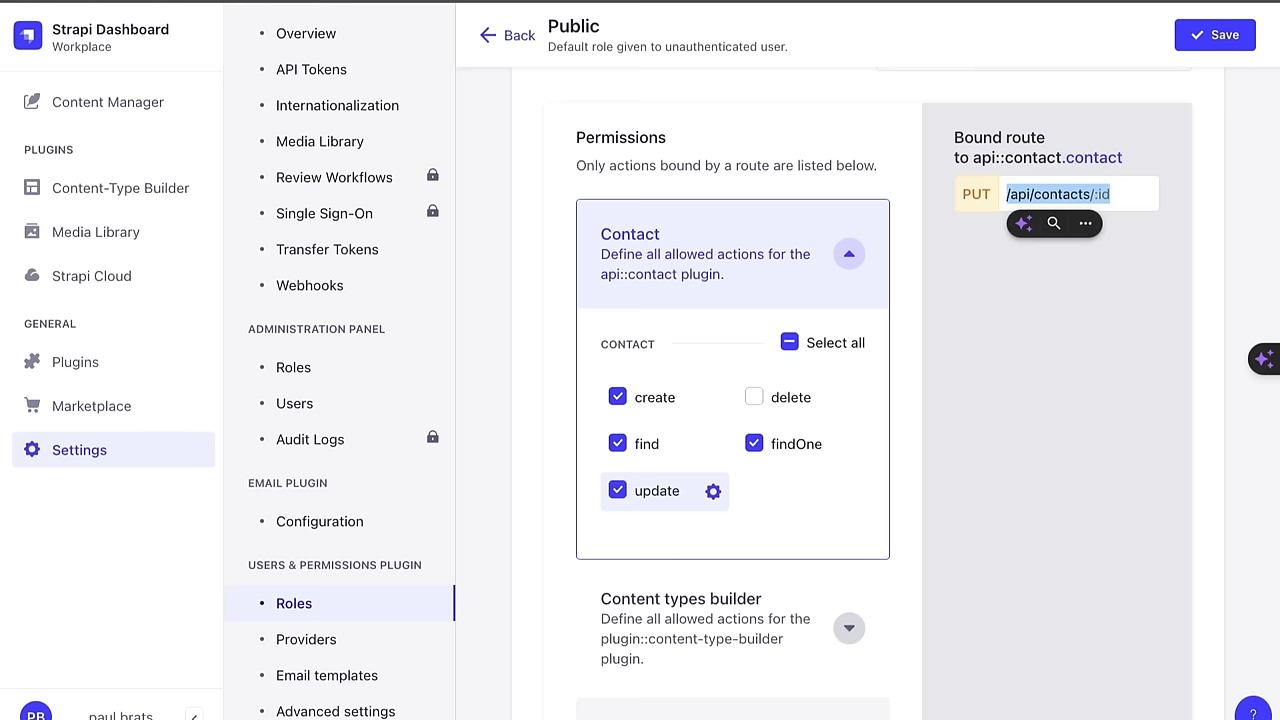 Strapi Dashboard
Workplace
Content Manager
PLUGINS
Content-Type Builder
Media Library
Strapi Cloud
GENERAL
Plugins
Marketplace
Settings
PB
paul brats
Overview
API Tokens
Internationalization
Media Library
Review Workflows
Single Sign-On
Transfer Tokens
Webhooks
ADMINISTRATION PANEL
Roles
Users
Audit Logs
EMAIL PLUGIN
Configuration
USERS & PERMISSIONS PLUGIN
Roles
Providers
Email templates
Advanced settings
Back
Public
Default role given to unauthenticated user.
Save
Permissions
Only actions bound by a route are listed below.
Contact
Define all allowed actions for the
api::contact plugin.
CONTACT
Select all
create
delete
find
findOne
update
Content types builder
Define all allowed actions for the
plugin::content-type-builder
plugin.
Bound route
to api::contact.contact
PUT /api/contacts/:id
?